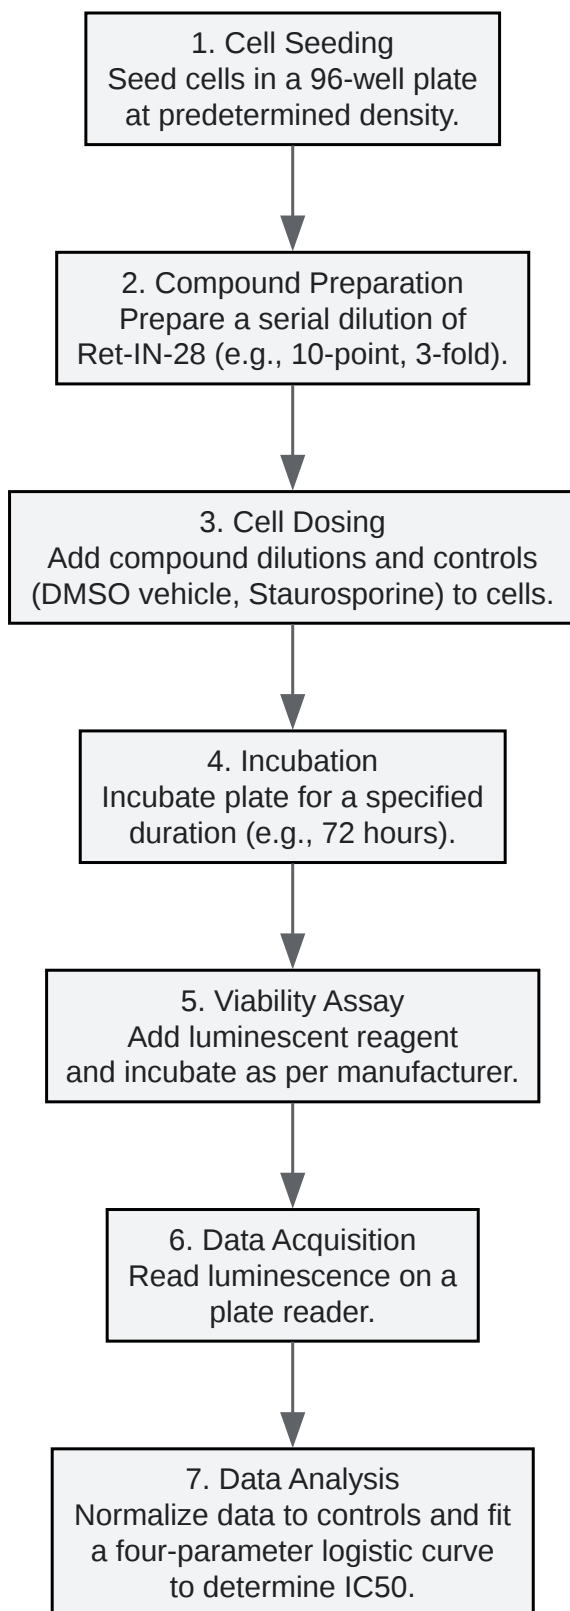 1. Cell Seeding
Seed cells in a 96-well plate
at predetermined density.
2. Compound Preparation
Prepare a serial dilution of
Ret-IN-28 (e.g., 10-point, 3-fold).
3. Cell Dosing
Add compound dilutions and controls
(DMSO vehicle, Staurosporine) to cells.
4. Incubation
Incubate plate for a specified
duration (e.g., 72 hours).
5. Viability Assay
Add luminescent reagent
and incubate as per manufacturer.
6. Data Acquisition
Read luminescence on a
plate reader.
7. Data Analysis
Normalize data to controls and fit
a four-parameter logistic curve
to determine IC50.